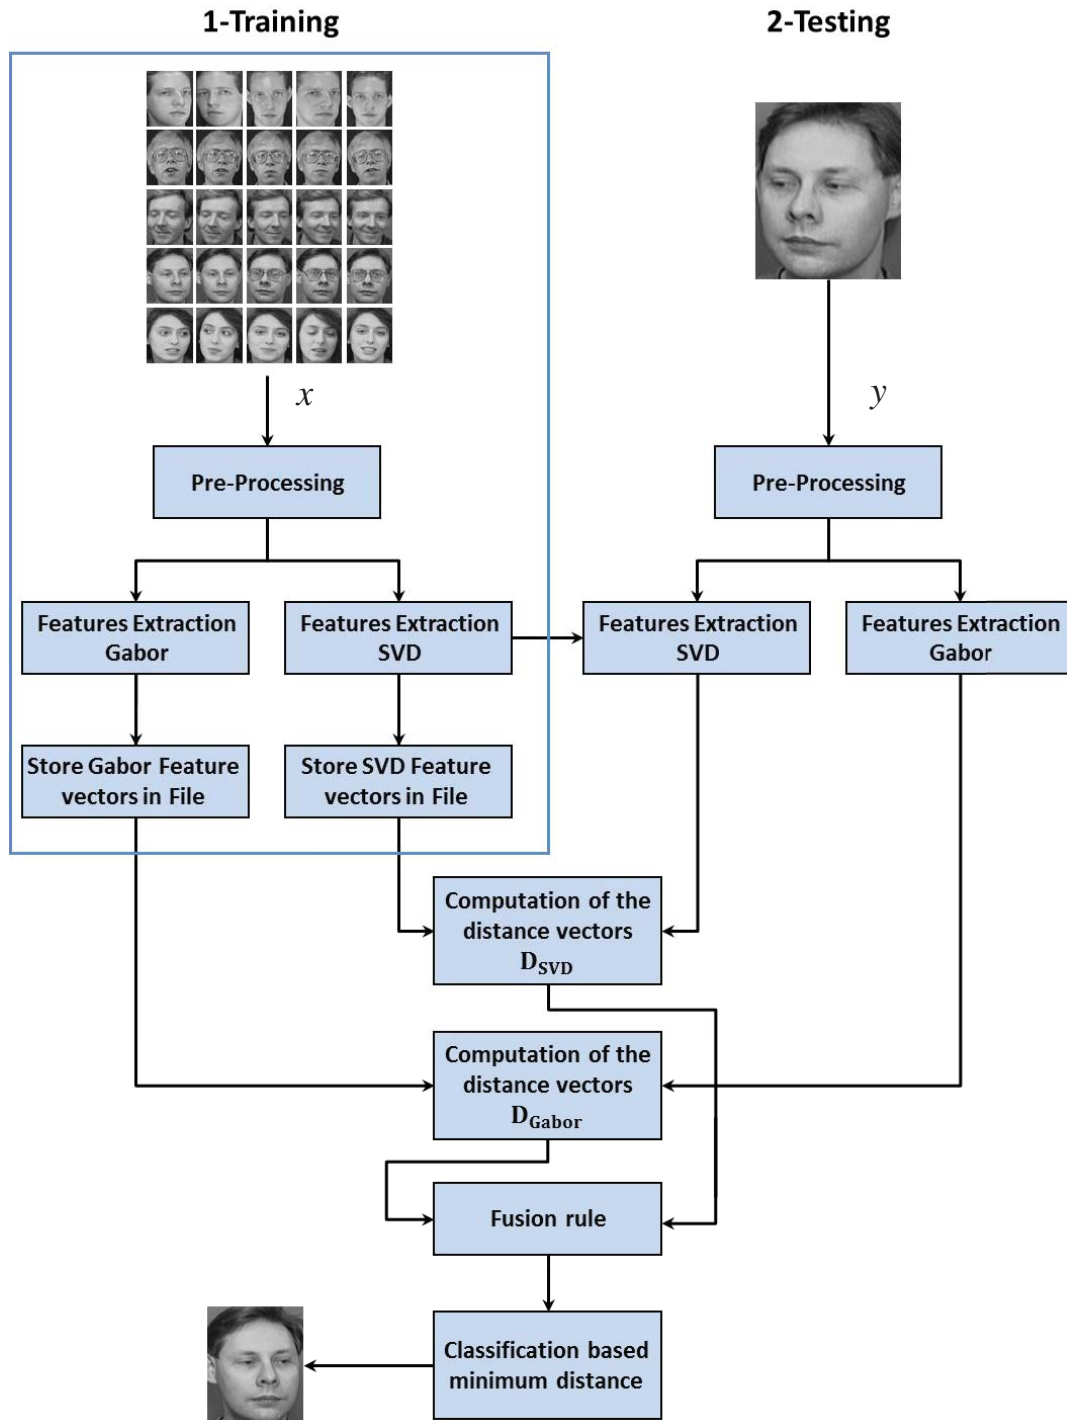 1-Training
2-Testing
x
y
Pre-Processing
Pre-Processing
Features Extraction
Gabor
Features Extraction
SVD
Features Extraction
SVD
Features Extraction
Gabor
Store Gabor Feature
vectors in File
Store SVD Feature
vectors in File
Computation of the
distance vectors
D_SVD
Computation of the
distance vectors
D_Gabor
Fusion rule
Classification based
minimum distance